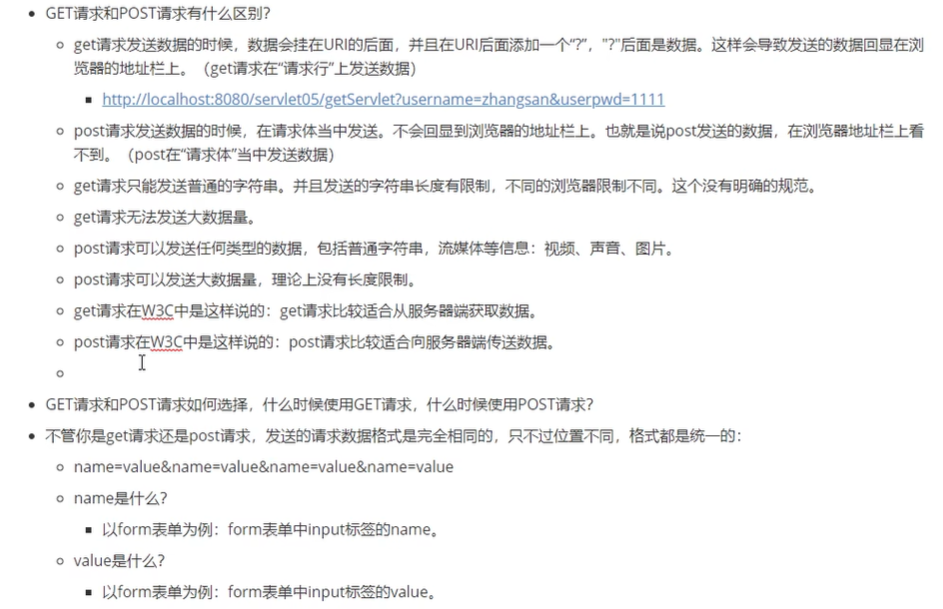 GET请求和POST请求有什么区别?
get请求发送数据的时候，数据会挂在URI的后面，并且在URI后面添加一个“?”，"?"后面是数据。这样会导致发送的数据回显在浏
览器的地址栏上。（get请求在“请求行”上发送数据）
http://localhost:8080/servlet05/getServlet?username=zhangsan&userpwd=1111
post请求发送数据的时候，在请求体当中发送。不会回显到浏览器的地址栏上。也就是说post发送的数据，在浏览器地址栏上看
不到。（post在“请求体”当中发送数据）
get请求只能发送普通的字符串。并且发送的字符串长度有限制，不同的浏览器限制不同。这个没有明确的规范。
get请求无法发送大数据量。
post请求可以发送任何类型的数据，包括普通字符串，流媒体等信息：视频、声音、图片。
post请求可以发送大数据量，理论上没有长度限制。
get请求在W3C中是这样说的：get请求比较适合从服务器端获取数据。
post请求在W3C中是这样说的：post请求比较适合向服务器端传送数据。
GET请求和POST请求如何选择，什么时候使用GET请求，什么时候使用POST请求?
不管你是get请求还是post请求，发送的请求数据格式是完全相同的，只不过位置不同，格式都是统一的：
name=value&name=value&name=value&name=value
name是什么?
以form表单为例：form表单中input标签的name。
value是什么?
以form表单为例：form表单中input标签的value。